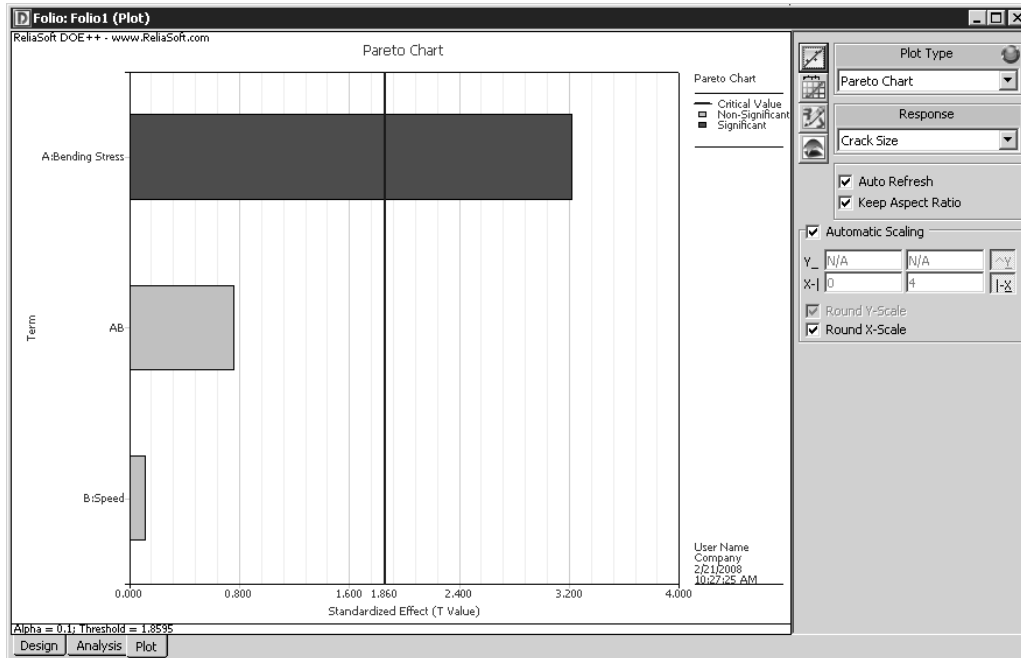 Folio: Folio1 (Plot)
ReliaSoft DOE++ - www.ReliaSoft.com
Pareto Chart
A:Bending Stress
AB
B:Speed
Term
0.000
0.800
1.600
1.860
2.400
3.200
4.000
Standardized Effect (T Value)
Pareto Chart
Critical Value
Non-Significant
Significant
User Name
Company
2/21/2008
10:27:25 AM
Alpha = 0.1; Threshold = 1.8595
Design Analysis Plot
Plot Type
Pareto Chart
Response
Crack Size
Auto Refresh
Keep Aspect Ratio
Automatic Scaling
Y_ N/A N/A ^Y
X-| 0 4 |-X
Round Y-Scale
Round X-Scale